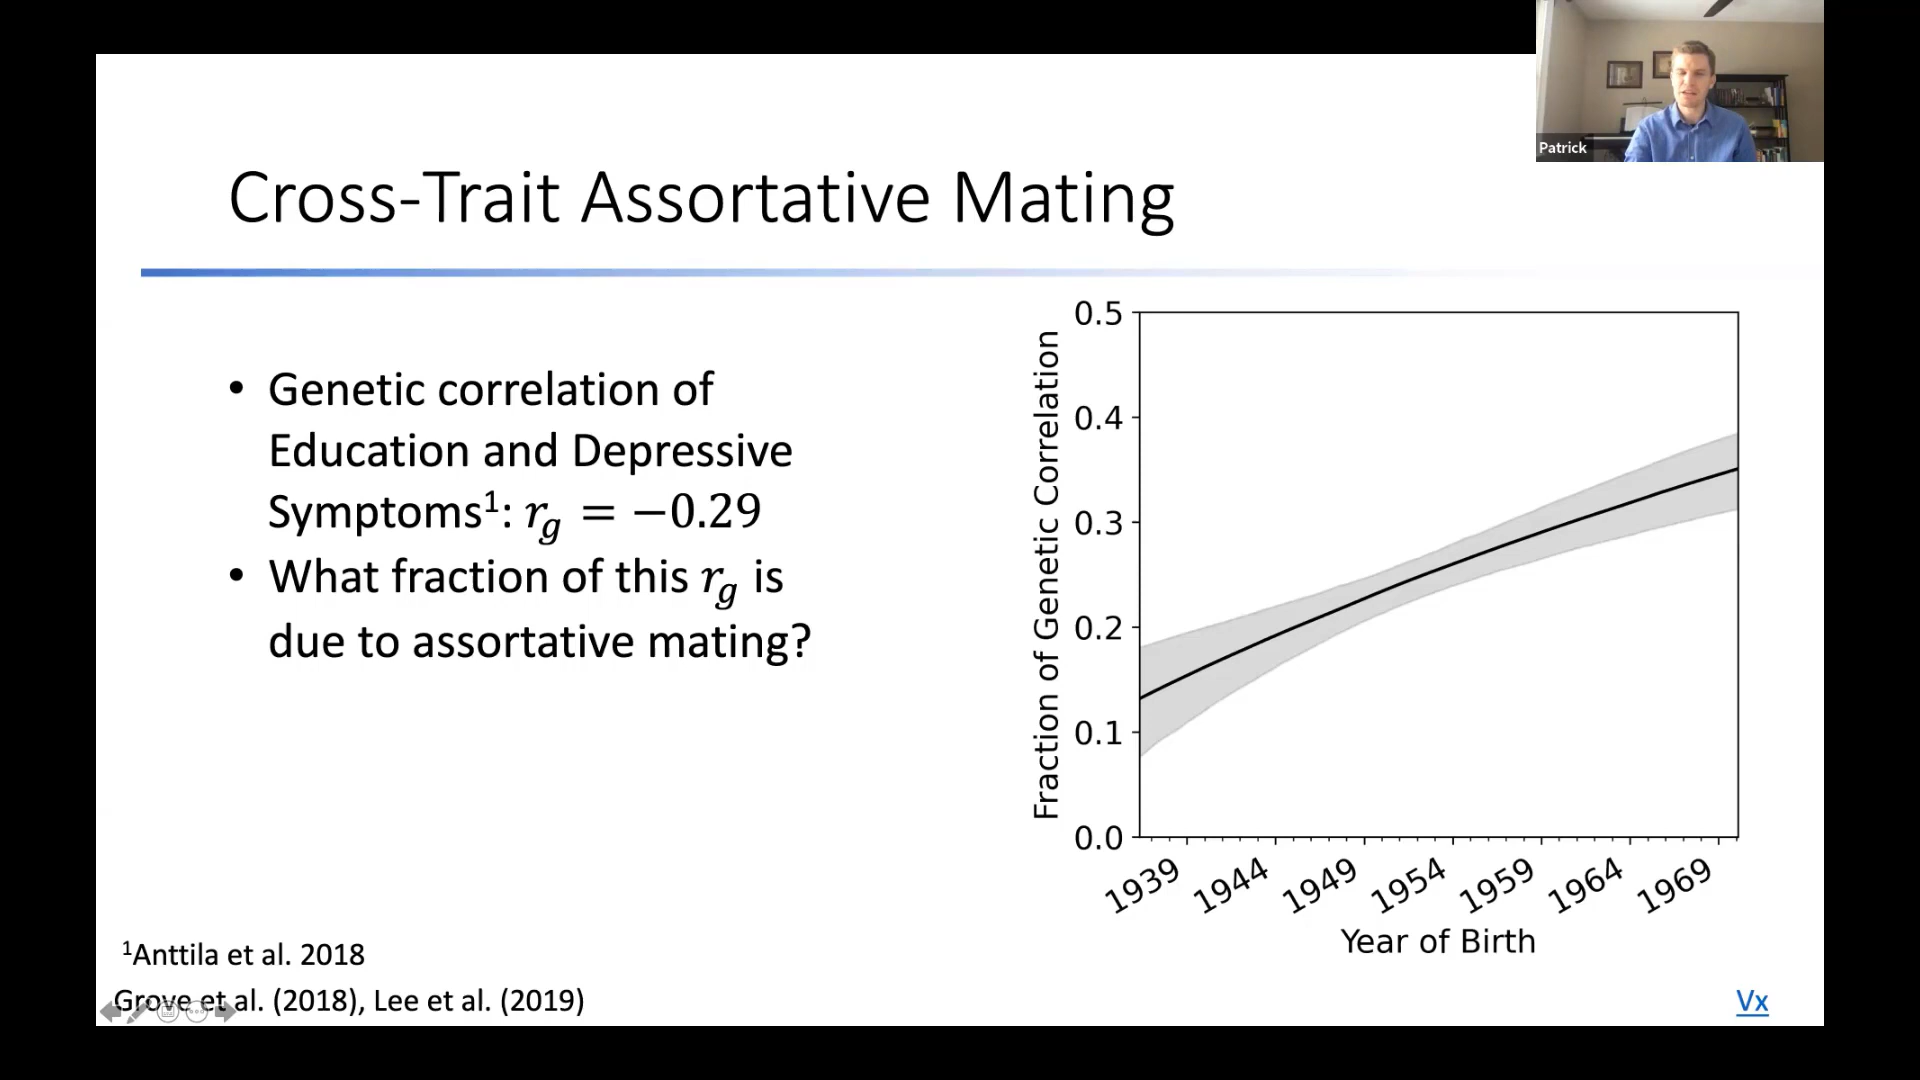 Patrick
Cross-Trait Assortative Mating
• Genetic correlation of
Education and Depressive
Symptoms¹: r_g = −0.29
• What fraction of this r_g is
due to assortative mating?
Fraction of Genetic Correlation
0.5
0.4
0.3
0.2
0.1
0.0
1939 1944 1949 1954 1959 1964 1969
Year of Birth
¹Anttila et al. 2018
Grove et al. (2018), Lee et al. (2019)
Vx